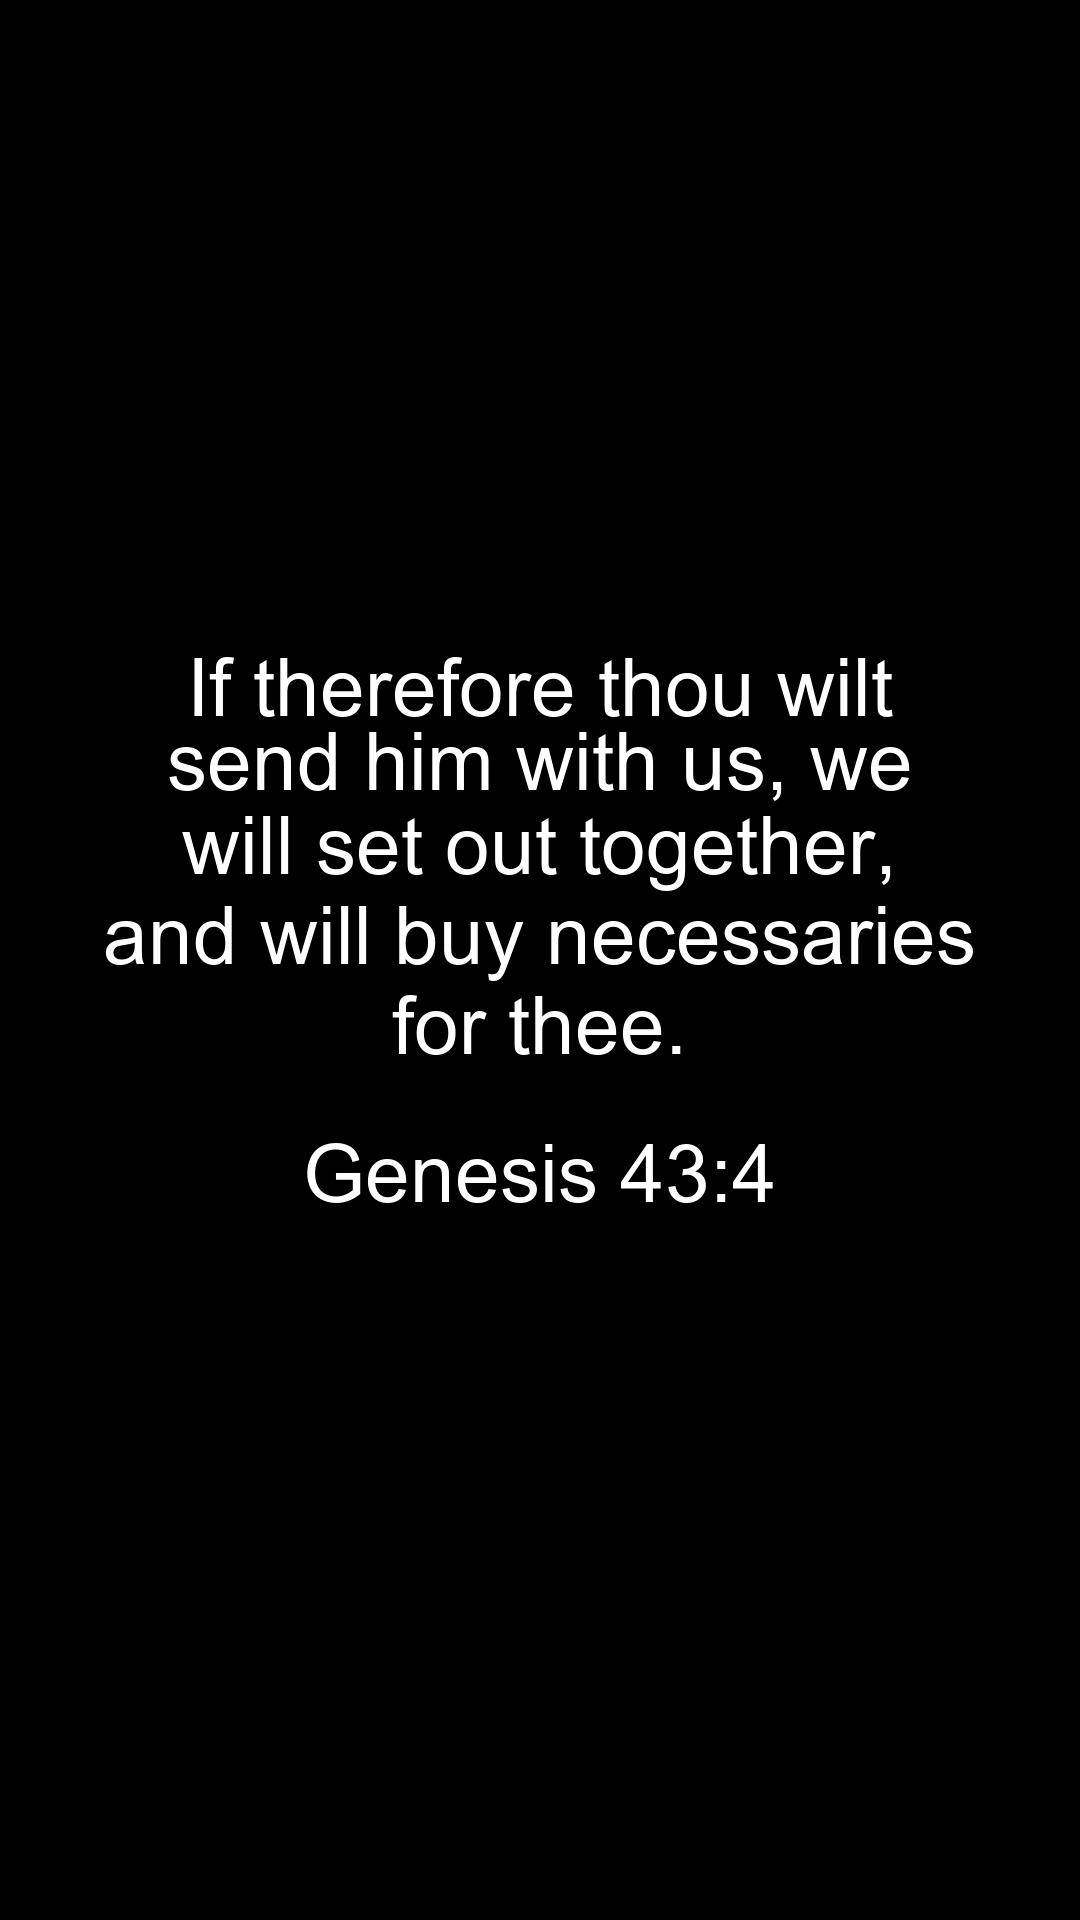 If therefore thou wilt
send him with us, we
will set out together,
and will buy necessaries
for thee.
Genesis 43:4